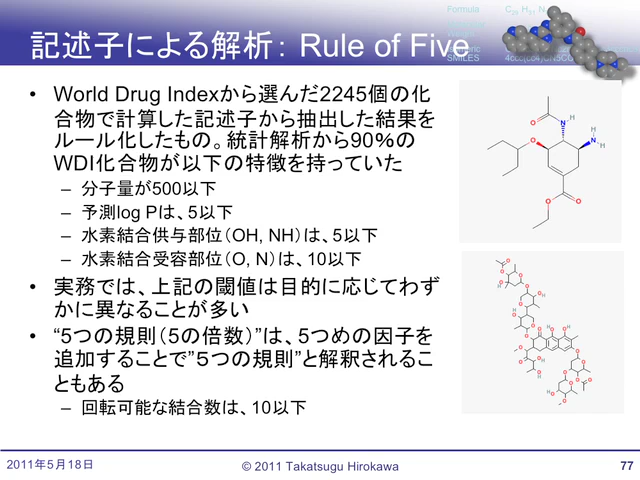 Formula
記述子による解析: Rule of Five
SMILES
• World Drug Indexから選んだ2245個の化
合物で計算した記述子から抽出した結果を
ルール化したもの。統計解析から90%の
WDI化合物が以下の特徴を持っていた
– 分子量が500以下
– 予測log Pは、5以下
– 水素結合供与部位(OH, NH)は、5以下
– 水素結合受容部位(O, N)は、10以下
• 実務では、上記の閾値は目的に応じてわず
かに異なることが多い
• “5つの規則(5の倍数)”は、5つめの因子を
追加することで”5つの規則”と解釈されるこ
ともある
– 回転可能な結合数は、10以下
2011年5月18日
© 2011 Takatsugu Hirokawa
77